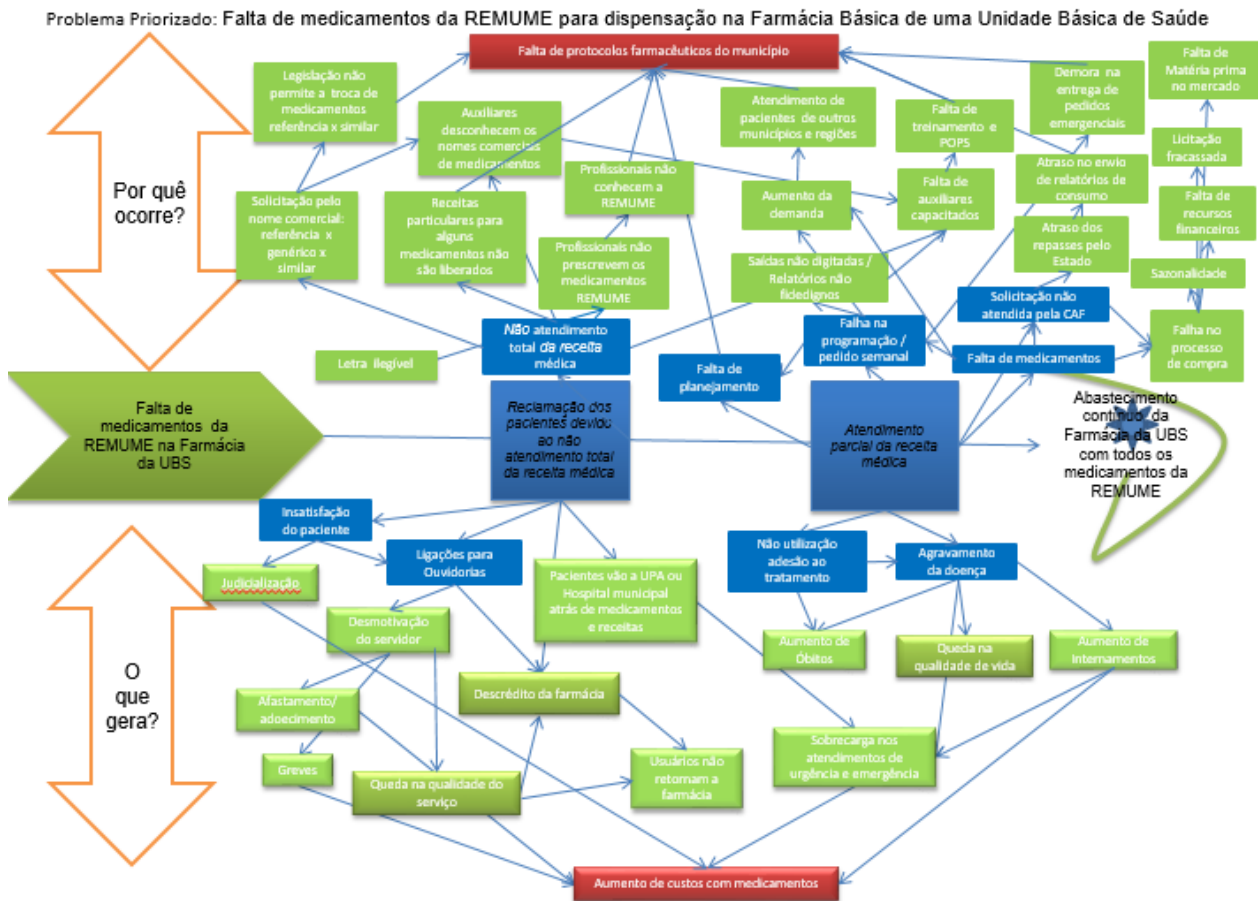 Problema Priorizado: Falta de medicamentos da REMUME para dispensação na Farmácia Básica de uma Unidade Básica de Saúde
Falta de protocolos farmacêuticos do município
Por quê
ocorre?
Legislação não
permite a troca de
medicamentos
referência x similar
Auxiliares
desconhecem os
nomes comerciais
de medicamentos
Atendimento de
pacientes de outros
municípios e regiões
Falta de
treinamento e
POPS
Demora na
entrega de
pedidos
emergenciais
Falta de
Matéria prima
no mercado
Solicitação pelo
nome comercial:
referência x
genérico x
similar
Receitas
particulares para
alguns
medicamentos não
são liberados
Profissionais não
conhecem a
REMUME
Aumento da
demanda
Falta de
auxiliares
capacitados
Atraso no envio
de relatórios de
consumo
Licitação
fracassada
Falta de
recursos
financeiros
Profissionais não
prescrevem os
medicamentos
REMUME
Saídas não digitadas /
Relatórios não
fidedignos
Atraso dos
repasses pelo
Estado
Sazonalidade
Letra ilegível
Não atendimento
total da receita
médica
Falta de
planejamento
Falha na
programação /
pedido semanal
Solicitação não
atendida pela CAF
Falta de medicamentos
Falha no
processo
de compra
Falta de
medicamentos da
REMUME na Farmácia
da UBS
Reclamação dos
pacientes devido
ao não
atendimento total
da receita médica
Atendimento
parcial da receita
médica
Abastecimento
contínuo da
Farmácia da UBS
com todos os
medicamentos da
REMUME
O
que
gera?
Insatisfação
do paciente
Ligações para
Ouvidorias
Judicialização
Pacientes vão a UPA ou
Hospital municipal
atrás de medicamentos
e receitas
Não utilização
adesão ao
tratamento
Agravamento
da doença
Desmotivação
do servidor
Aumento de
Óbitos
Queda na
qualidade de vida
Aumento de
Internamentos
Afastamento/
adoecimento
Descrédito da farmácia
Greves
Queda na qualidade do
serviço
Usuários não
retornam a
farmácia
Sobrecarga nos
atendimentos de
urgência e emergência
Aumento de custos com medicamentos